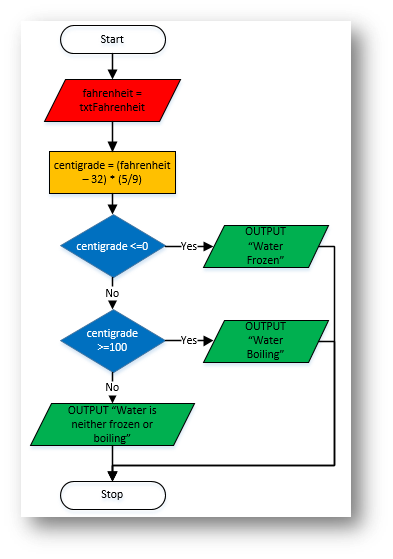 Start
fahrenheit =
txtFahrenheit
centigrade = (fahrenheit
– 32) * (5/9)
centigrade <=0
Yes
OUTPUT
“Water
Frozen”
No
centigrade
>=100
Yes
OUTPUT
“Water
Boiling”
No
OUTPUT “Water is
neither frozen or
boiling”
Stop